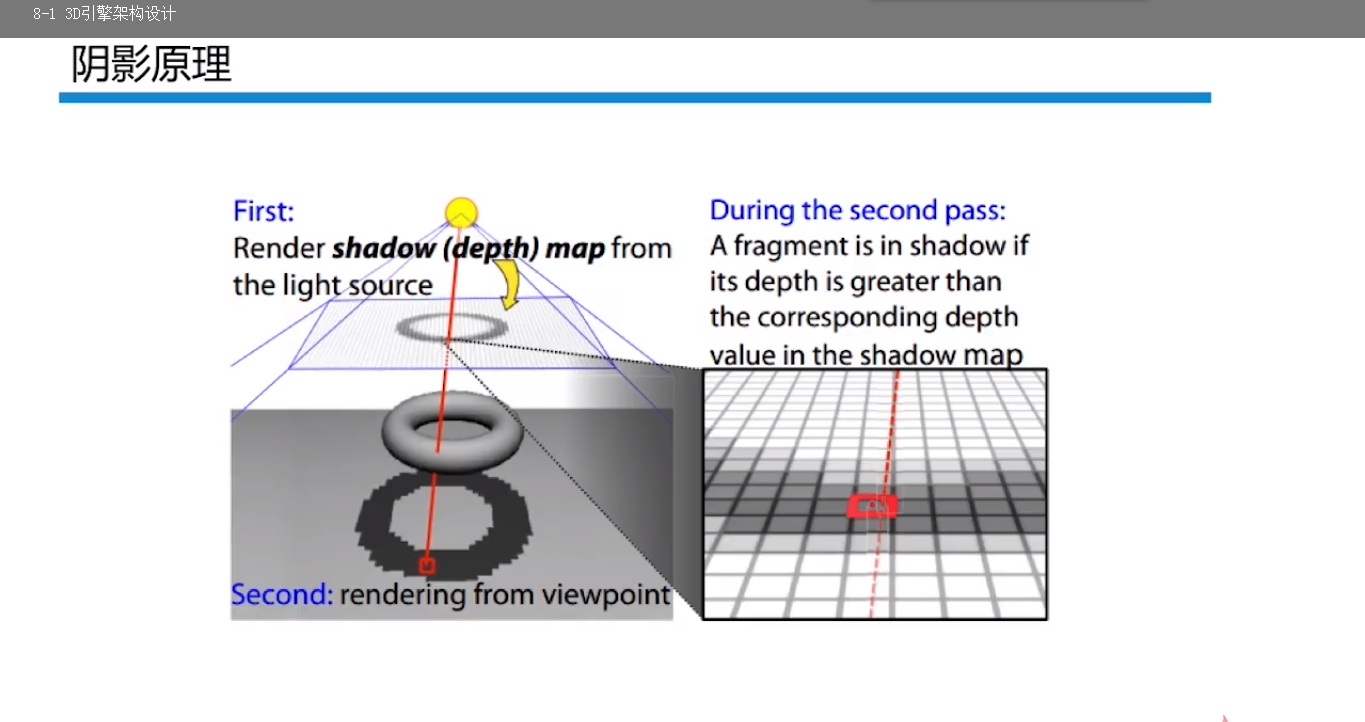 8-1 3D引擎架构设计
阴影原理
First:
Render shadow (depth) map from
the light source
Second: rendering from viewpoint
During the second pass:
A fragment is in shadow if
its depth is greater than
the corresponding depth
value in the shadow map